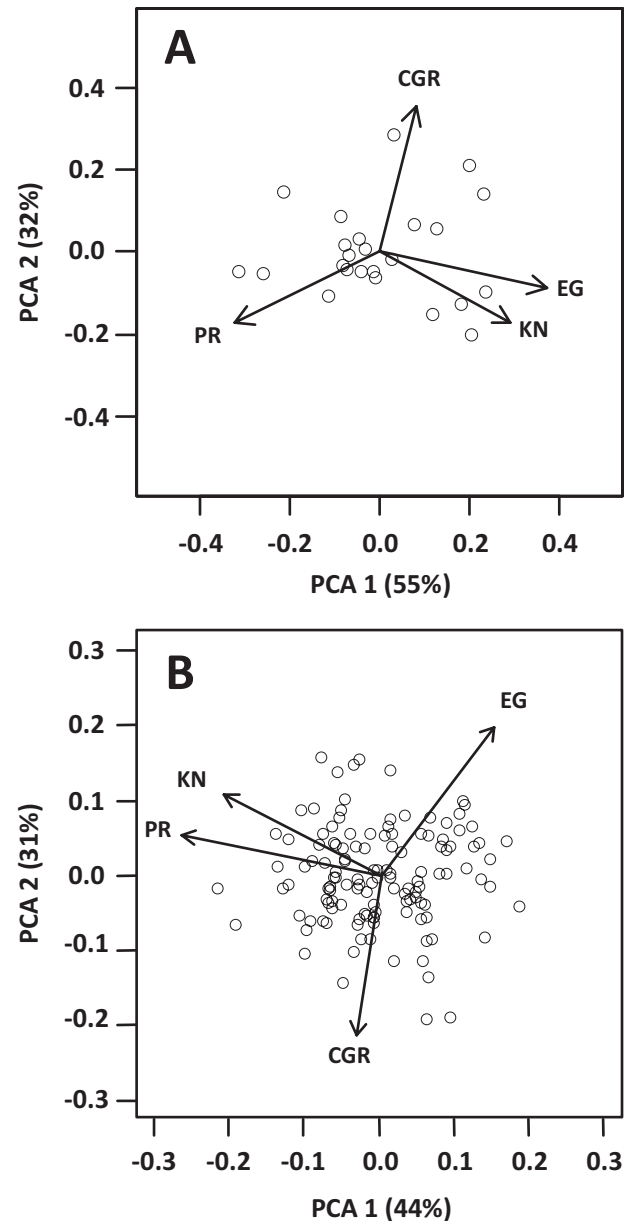 A
CGR
0.4
0.2
0.0
-0.2
-0.4
PCA 2 (32%)
EG
KN
PR
-0.4 -0.2 0.0 0.2 0.4
PCA 1 (55%)
B
EG
KN
PR
CGR
0.3
0.2
0.1
0.0
-0.1
-0.2
-0.3
PCA 2 (31%)
-0.3 -0.2 -0.1 0.0 0.1 0.2 0.3
PCA 1 (44%)